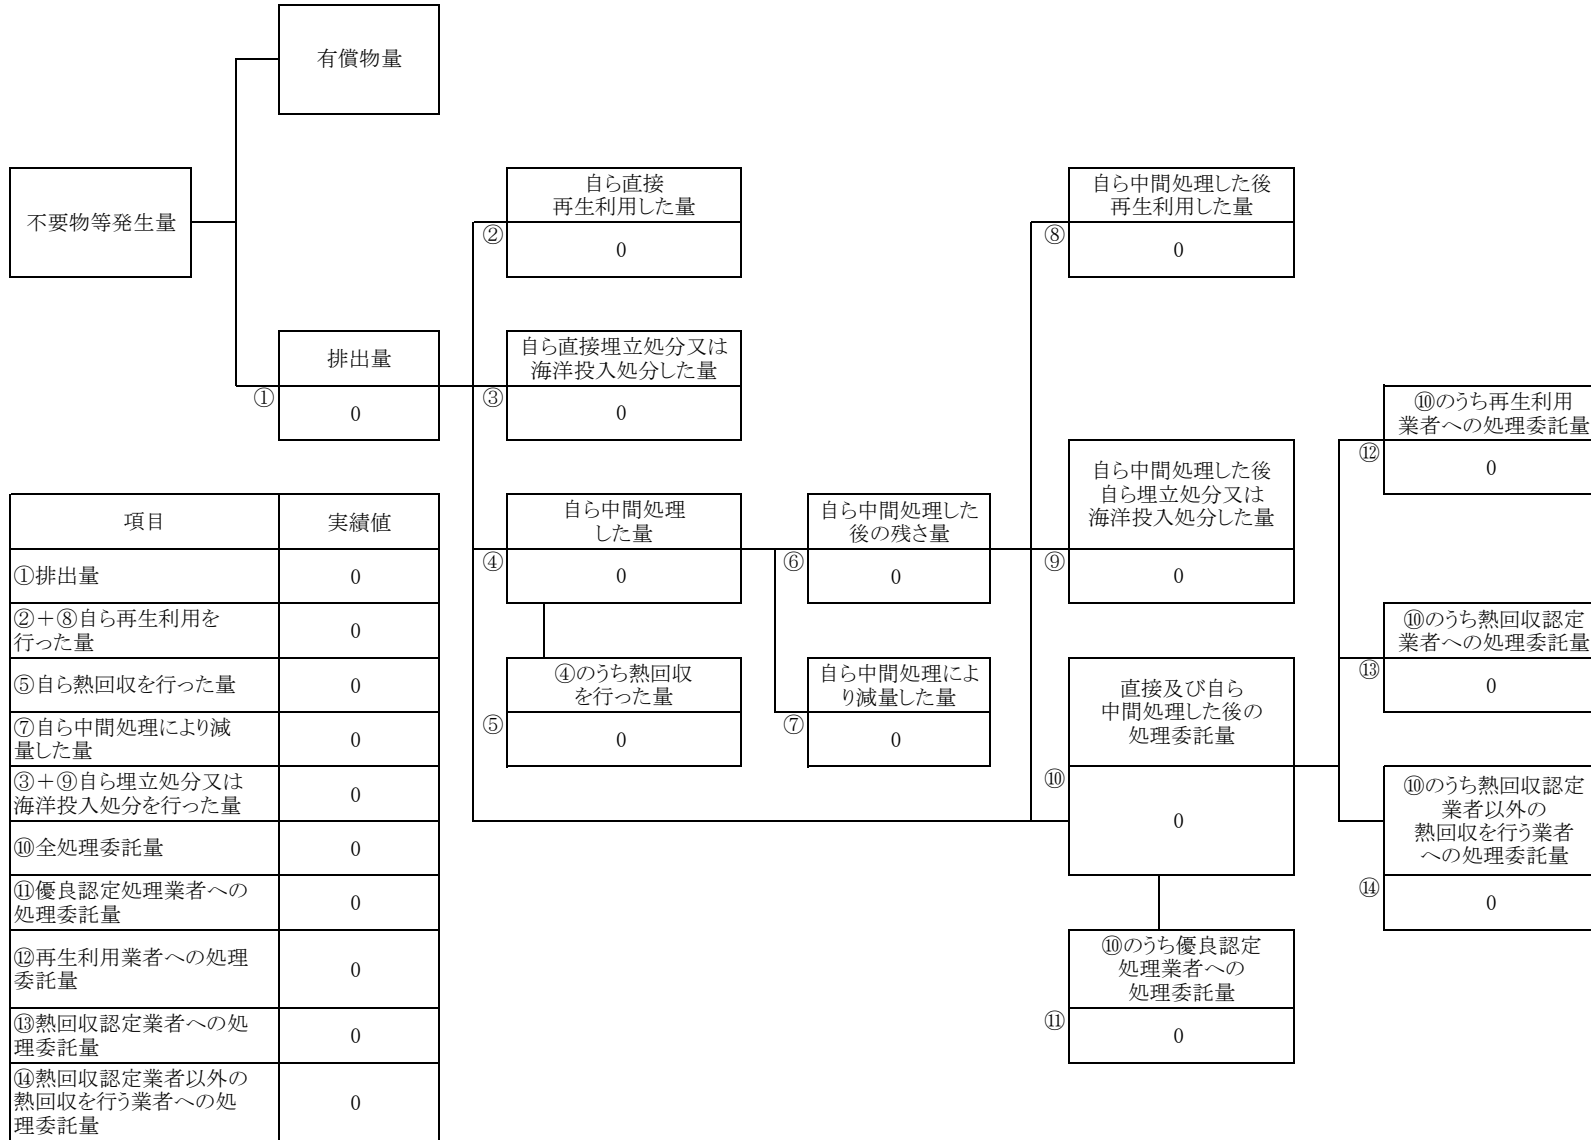 有償物量
不要物等発生量
自ら直接
再生利用した量
②
0
自ら中間処理した後
再生利用した量
⑧
0
排出量
①
0
自ら直接埋立処分又は
海洋投入処分した量
③
0
⑩のうち再生利用
業者への処理委託量
⑫
0
自ら中間処理
した量
④
0
自ら中間処理した
後の残さ量
⑥
0
自ら中間処理した後
自ら埋立処分又は
海洋投入処分した量
⑨
0
⑩のうち熱回収認定
業者への処理委託量
⑬
0
④のうち熱回収
を行った量
⑤
0
自ら中間処理によ
り減量した量
⑦
0
直接及び自ら
中間処理した後の
処理委託量
⑩
0
⑩のうち熱回収認定
業者以外の
熱回収を行う業者
への処理委託量
⑭
0
⑩のうち優良認定
処理業者への
処理委託量
⑪
0
項目 実績値
①排出量 0
②＋⑧自ら再生利用を
行った量 0
⑤自ら熱回収を行った量 0
⑦自ら中間処理により減
量した量 0
③＋⑨自ら埋立処分又は
海洋投入処分を行った量 0
⑩全処理委託量 0
⑪優良認定処理業者への
処理委託量 0
⑫再生利用業者への処理
委託量 0
⑬熱回収認定業者への処
理委託量 0
⑭熱回収認定業者以外の
熱回収を行う業者への処 0
理委託量